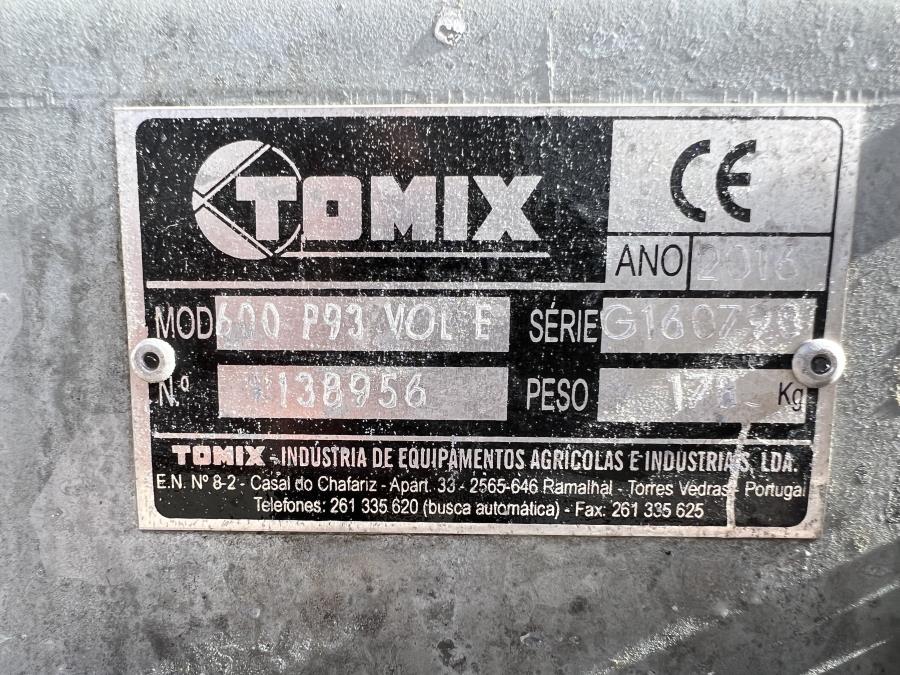 TOMIX
CE
ANO 2016
MOD 600 P93 VOL E SÉRIE G160790
N.º 138956 PESO Kg
TOMIX - INDÚSTRIA DE EQUIPAMENTOS AGRÍCOLAS E INDUSTRIAIS, LDA.
E.N. Nº 8-2 - Casal do Chafariz - Apart. 33 - 2565-646 Ramalhal - Torres Vedras - Portugal
Telefones: 261 335 620 (busca automática) - Fax: 261 335 625